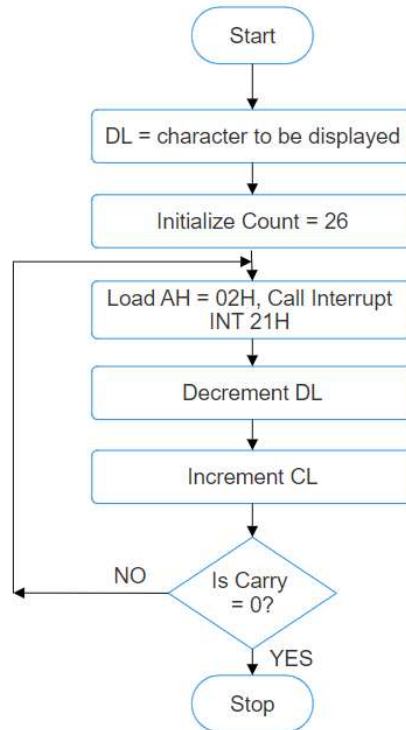 Start
DL = character to be displayed
Initialize Count = 26
Load AH = 02H, Call Interrupt
INT 21H
Decrement DL
Increment CL
NO
Is Carry
= 0?
YES
Stop